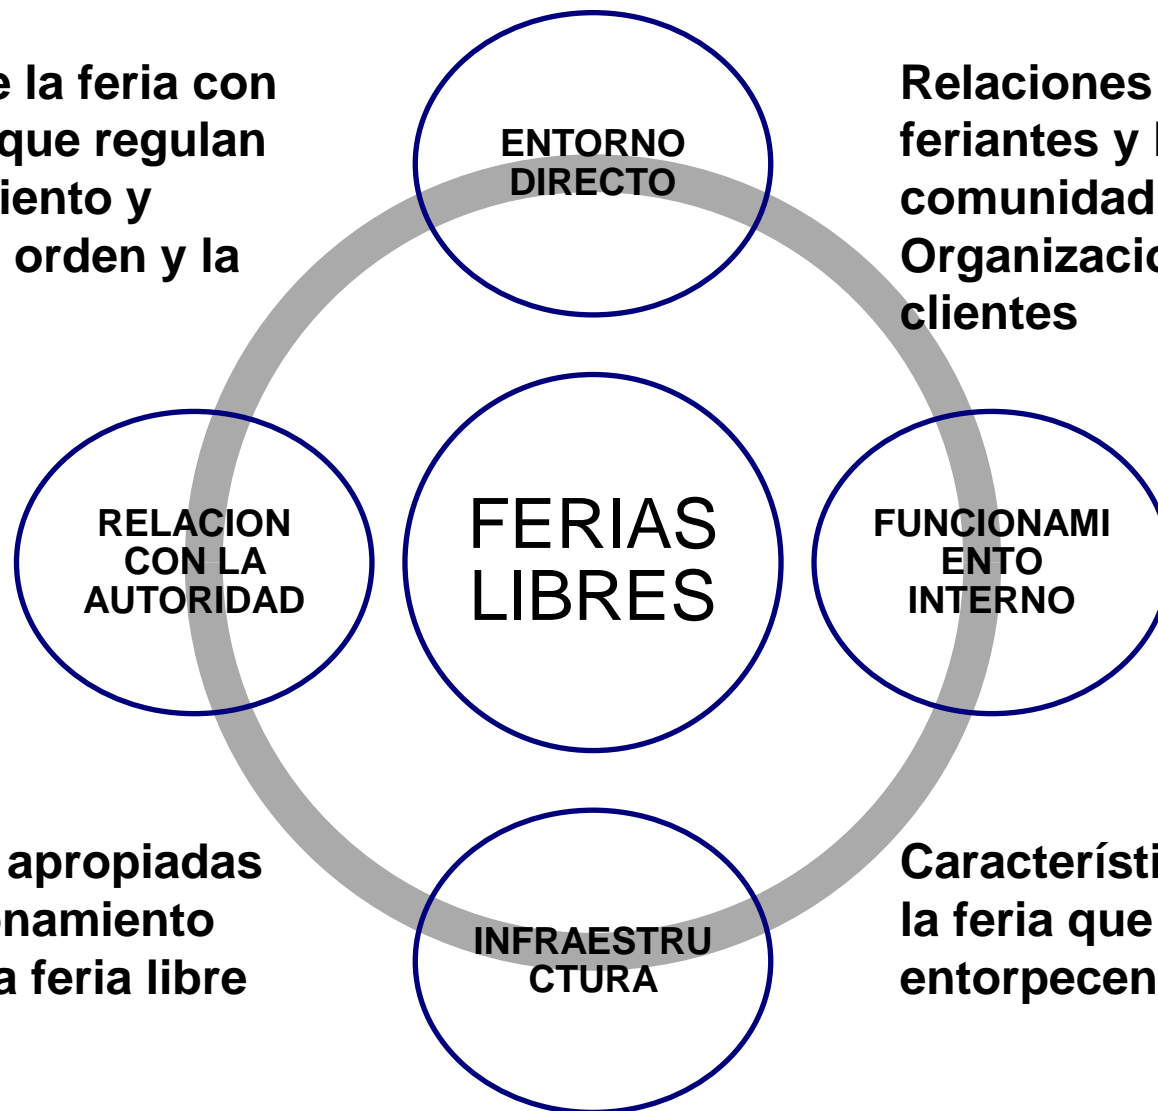 e la feria con
que regulan
iento y
orden y la
ENTORNO
DIRECTO
Relaciones
feriantes y l
comunidad
Organizacio
clientes
RELACION
CON LA
AUTORIDAD
FERIAS
LIBRES
FUNCIONAMI
ENTO
INTERNO
apropiadas
onamiento
a feria libre
INFRAESTRU
CTURA
Característi
la feria que
entorpecen